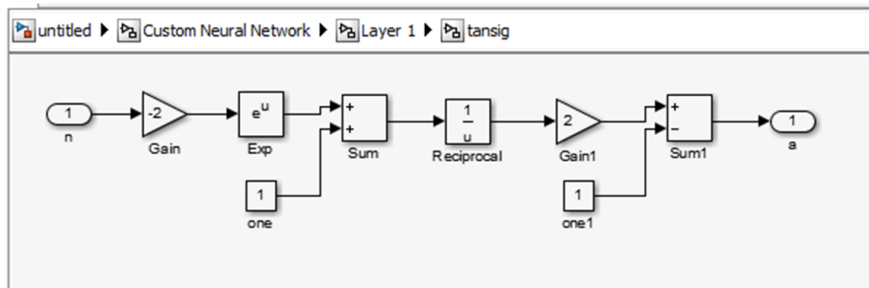 untitled Custom Neural Network Layer 1 tansig
1 -2 e^u + + 1 u 2 + − 1
n Gain Exp Sum Reciprocal Gain1 Sum1 a
1 1
one one1